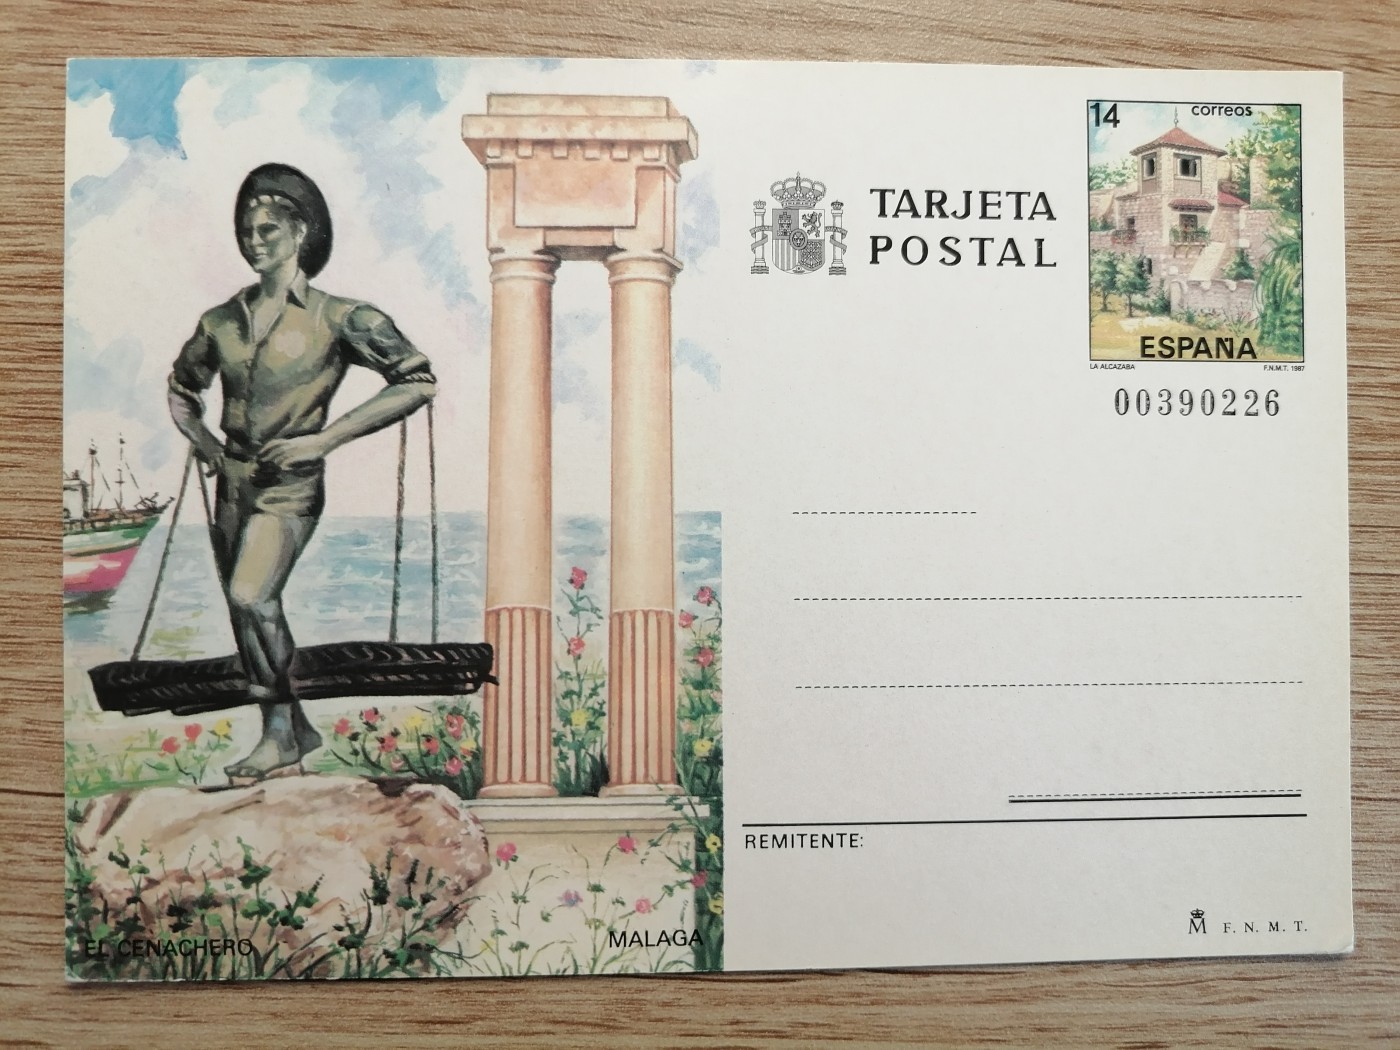 TARJETA
POSTAL
14
correos
ESPAÑA
LA ALCAZABA
F.N.M.T. 1987
00390226
REMITENTE:
EL CENACHERO
MALAGA
M F. N. M. T.